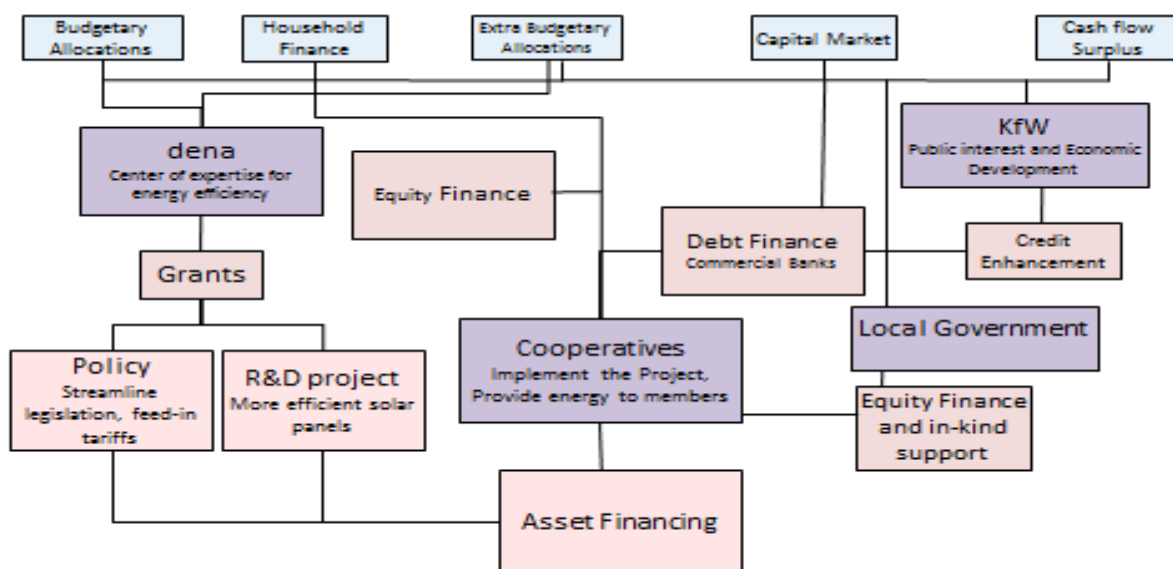 Budgetary
Allocations
Household
Finance
Extra Budgetary
Allocations
Capital Market
Cash flow
Surplus
dena
Center of expertise for
energy efficiency
KfW
Public interest and Economic
Development
Equity Finance
Debt Finance
Commercial Banks
Credit
Enhancement
Grants
Cooperatives
Implement the Project,
Provide energy to members
Local Government
Policy
Streamline
legislation, feed-in
tariffs
R&D project
More efficient solar
panels
Equity Finance
and in-kind
support
Asset Financing